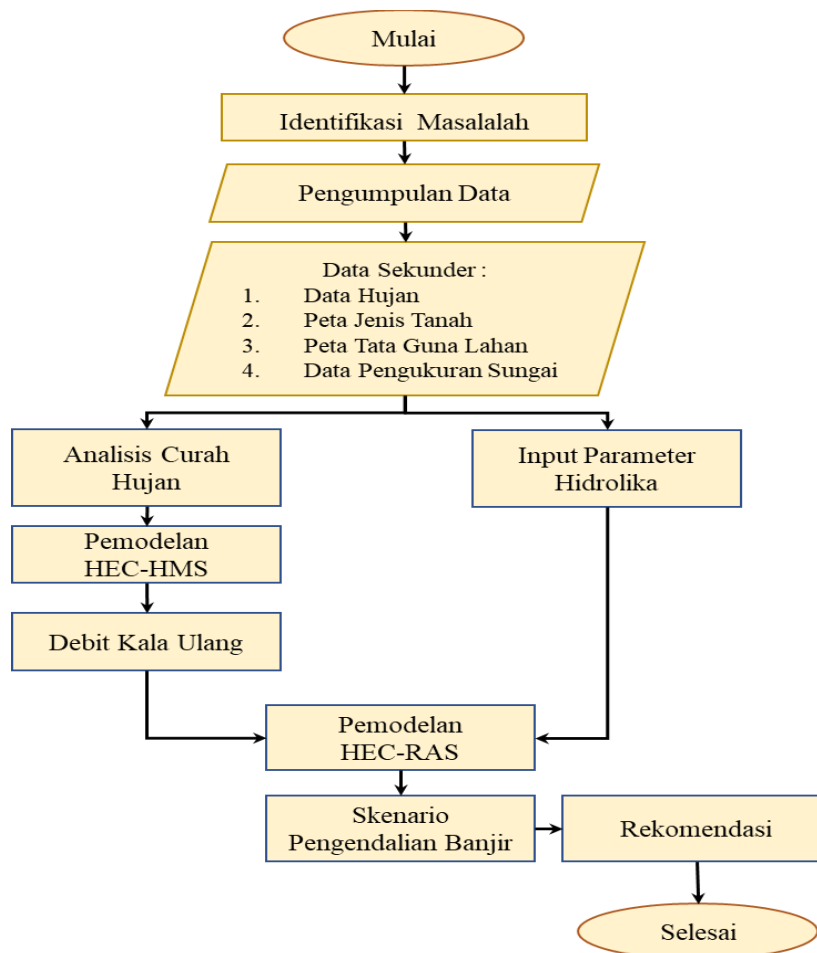 Mulai
Identifikasi Masalalah
Pengumpulan Data
Data Sekunder :
1. Data Hujan
2. Peta Jenis Tanah
3. Peta Tata Guna Lahan
4. Data Pengukuran Sungai
Analisis Curah
Hujan
Input Parameter
Hidrolika
Pemodelan
HEC-HMS
Debit Kala Ulang
Pemodelan
HEC-RAS
Skenario
Pengendalian Banjir
Rekomendasi
Selesai